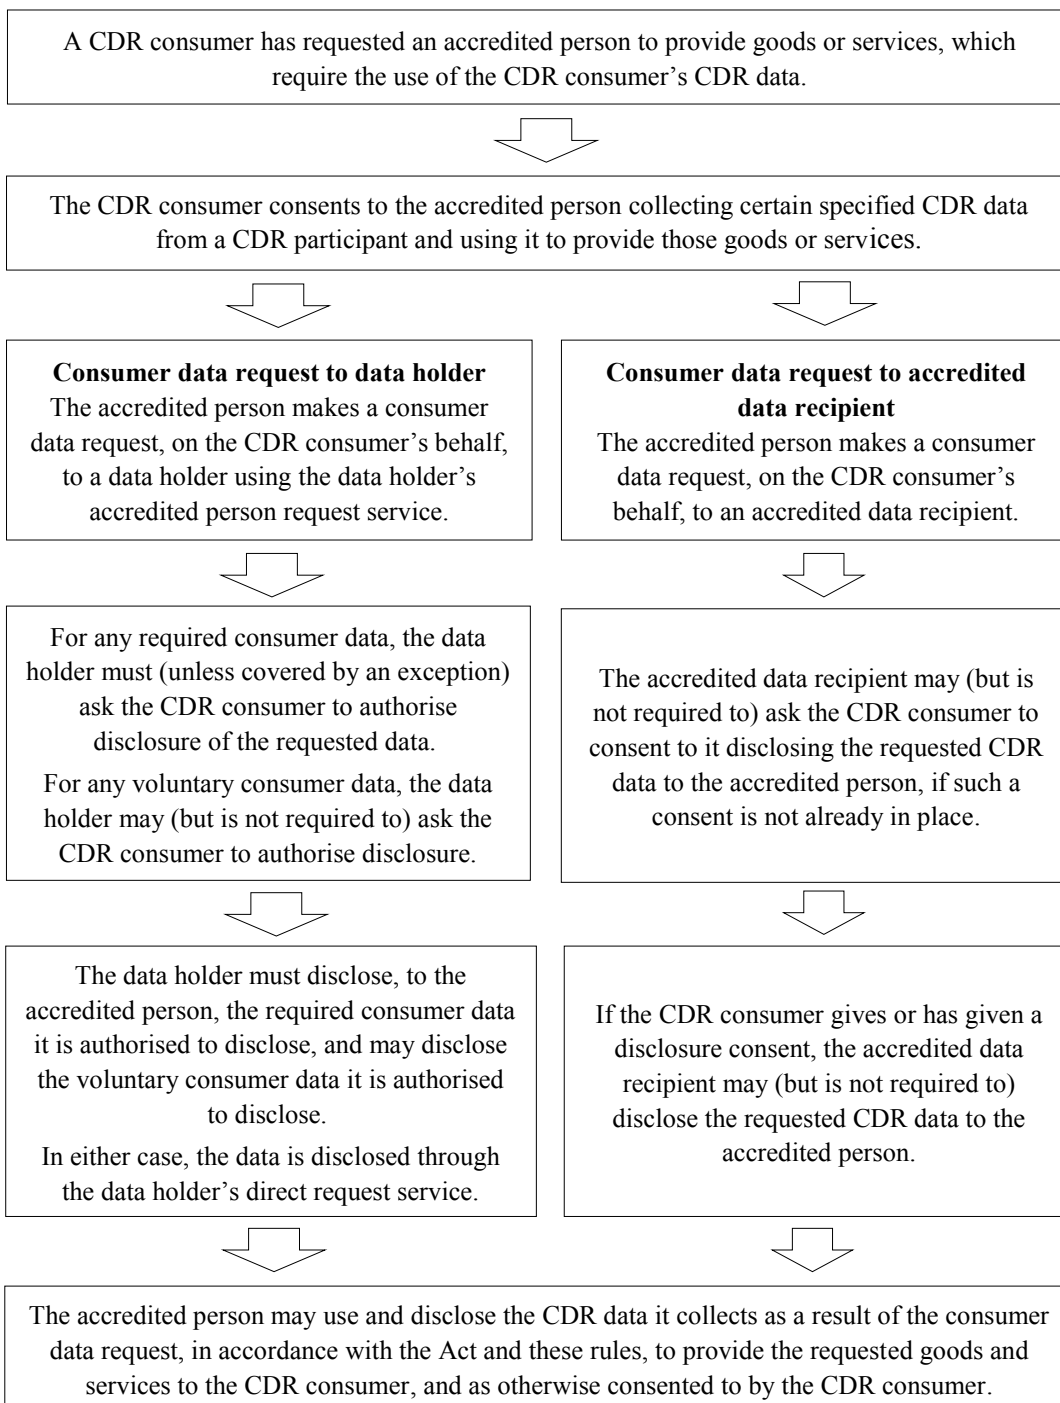 A CDR consumer has requested an accredited person to provide goods or services, which
require the use of the CDR consumer’s CDR data.
The CDR consumer consents to the accredited person collecting certain specified CDR data
from a CDR participant and using it to provide those goods or services.
Consumer data request to data holder
The accredited person makes a consumer
data request, on the CDR consumer’s behalf,
to a data holder using the data holder’s
accredited person request service.
Consumer data request to accredited
data recipient
The accredited person makes a consumer
data request, on the CDR consumer’s
behalf, to an accredited data recipient.
For any required consumer data, the data
holder must (unless covered by an exception)
ask the CDR consumer to authorise
disclosure of the requested data.
For any voluntary consumer data, the data
holder may (but is not required to) ask the
CDR consumer to authorise disclosure.
The accredited data recipient may (but is
not required to) ask the CDR consumer to
consent to it disclosing the requested CDR
data to the accredited person, if such a
consent is not already in place.
The data holder must disclose, to the
accredited person, the required consumer data
it is authorised to disclose, and may disclose
the voluntary consumer data it is authorised
to disclose.
In either case, the data is disclosed through
the data holder’s direct request service.
If the CDR consumer gives or has given a
disclosure consent, the accredited data
recipient may (but is not required to)
disclose the requested CDR data to the
accredited person.
The accredited person may use and disclose the CDR data it collects as a result of the consumer
data request, in accordance with the Act and these rules, to provide the requested goods and
services to the CDR consumer, and as otherwise consented to by the CDR consumer.